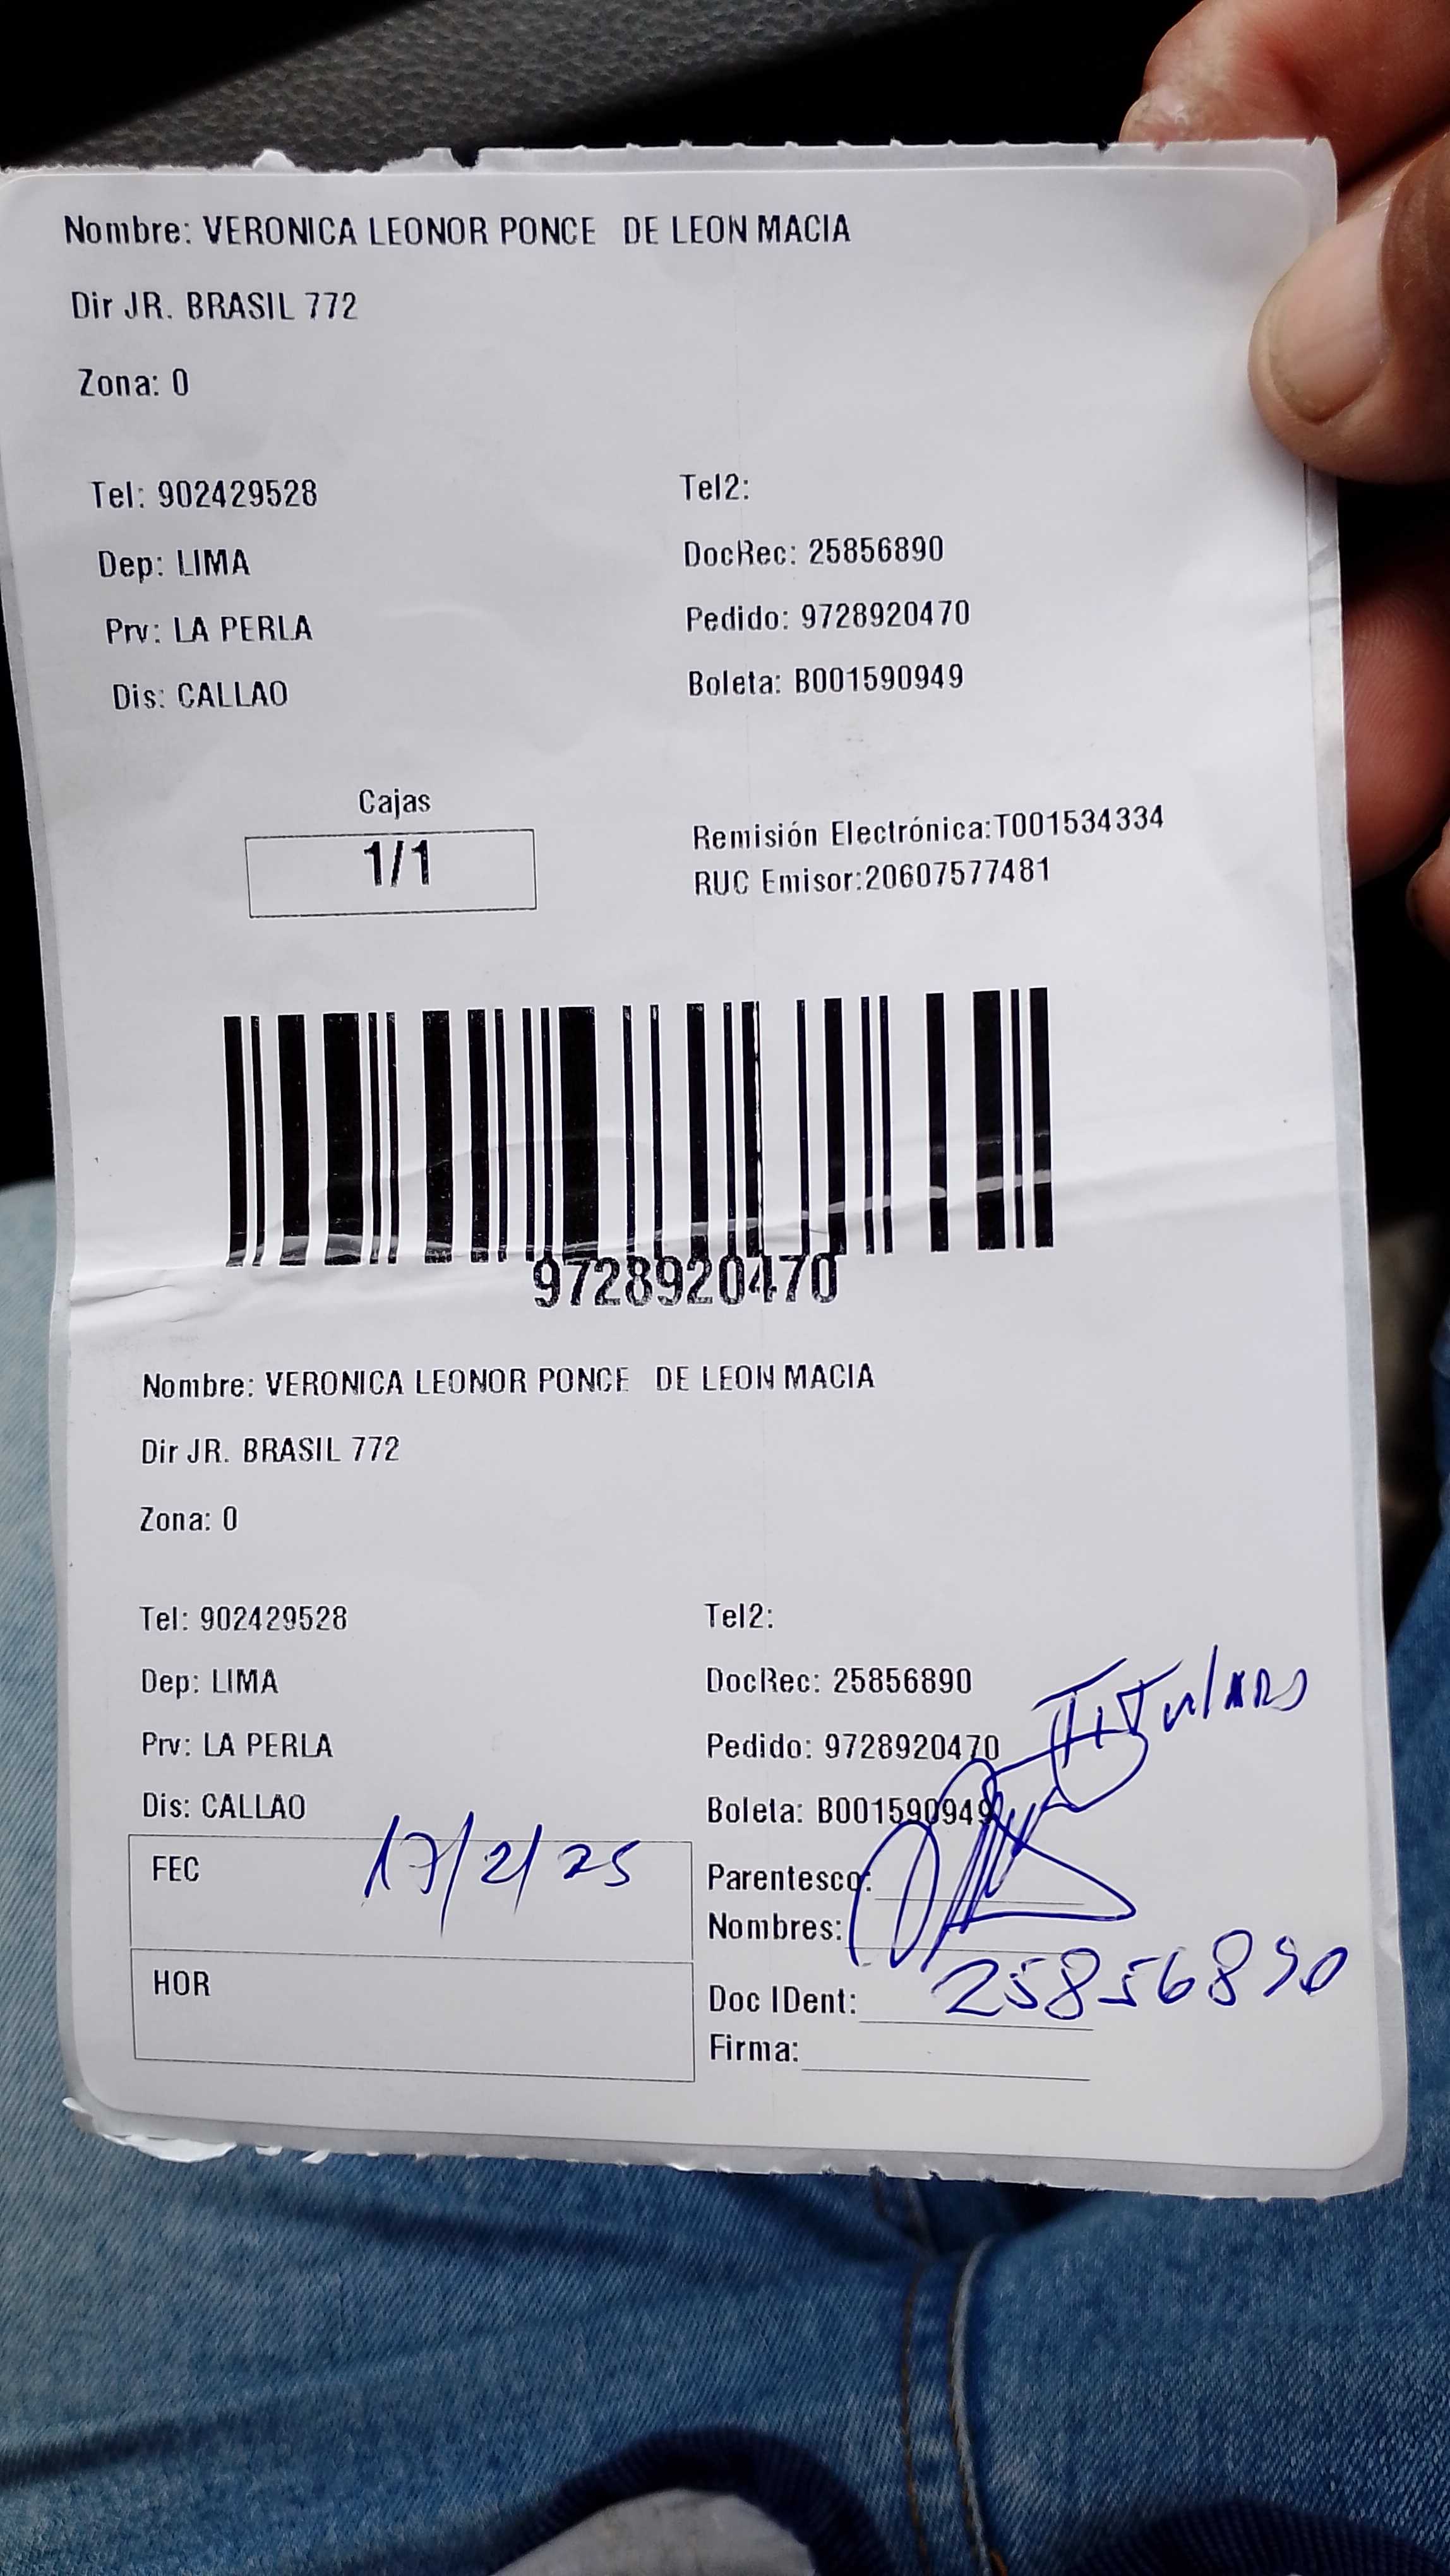 Nombre: VERONICA LEONOR PONCE DE LEON MACIA
Dir JR. BRASIL 772
Zona: 0
Tel: 902429528 Tel2:
Dep: LIMA DocRec: 25856890
Prv: LA PERLA Pedido: 9728920470
Dis: CALLAO Boleta: B001590949
Cajas
1/1
Remisión Electrónica:T001534334
RUC Emisor:20607577481
9728920470
Nombre: VERONICA LEONOR PONCE DE LEON MACIA
Dir JR. BRASIL 772
Zona: 0
Tel: 902429528 Tel2:
Dep: LIMA DocRec: 25856890
Prv: LA PERLA Pedido: 9728920470
Dis: CALLAO Boleta: B001590949
FEC 17/2/25
Parentesco:
Nombres:
HOR
Doc IDent: 25856890
Firma: